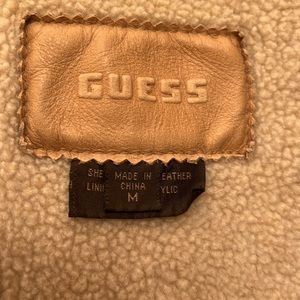 GUESS
SHE MADE IN EATHER
LINI CHINA YLIC
M